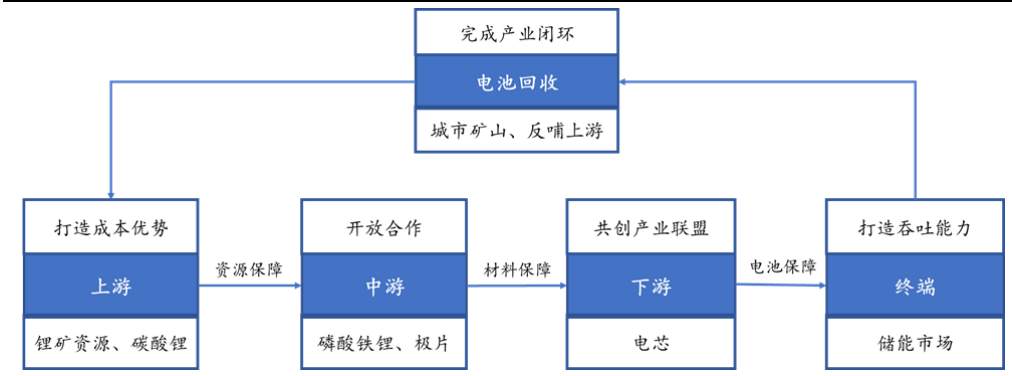 完成产业闭环
电池回收
城市矿山、反哺上游
打造成本优势
上游
锂矿资源、碳酸锂
资源保障
开放合作
中游
磷酸铁锂、极片
材料保障
共创产业联盟
下游
电芯
电池保障
打造吞吐能力
终端
储能市场